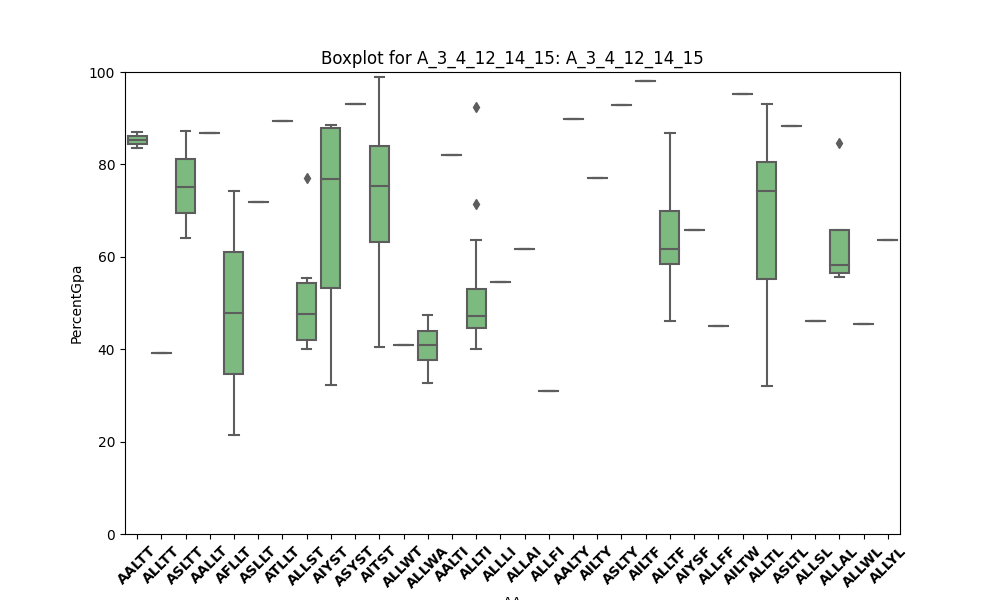 Boxplot for A_3_4_12_14_15: A_3_4_12_14_15
PercentGpa
100
80
60
40
20
0
AALTT
ALLTT
ASLTT
AALLT
AFLLT
ASLLT
ATLLT
ALLST
AIYST
ASYST
AITST
ALLWT
ALLWA
AALTI
ALLTI
ALLLI
ALLAI
ALLFI
AALTY
AILTY
ASLTY
AILTF
ALLTF
AIYSF
ALLFF
AILTW
ALLTL
ASLTL
ALLSL
ALLAL
ALLWL
ALLYL